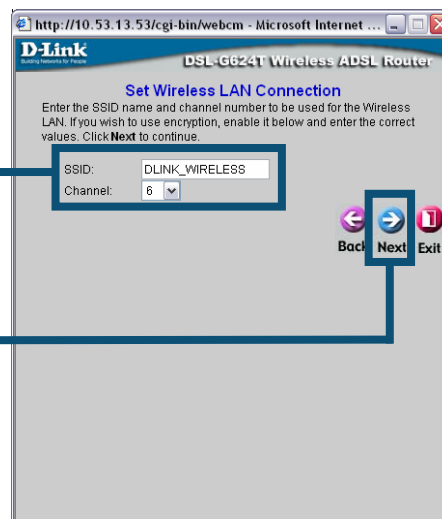 http://10.53.13.53/cgi-bin/webcm - Microsoft Internet ...
D-Link
Building Networks for People
DSL-G624T Wireless ADSL Router
Set Wireless LAN Connection
Enter the SSID name and channel number to be used for the Wireless
LAN. If you wish to use encryption, enable it below and enter the correct
values. Click Next to continue.
SSID: DLINK_WIRELESS
Channel: 6
Back Next Exit